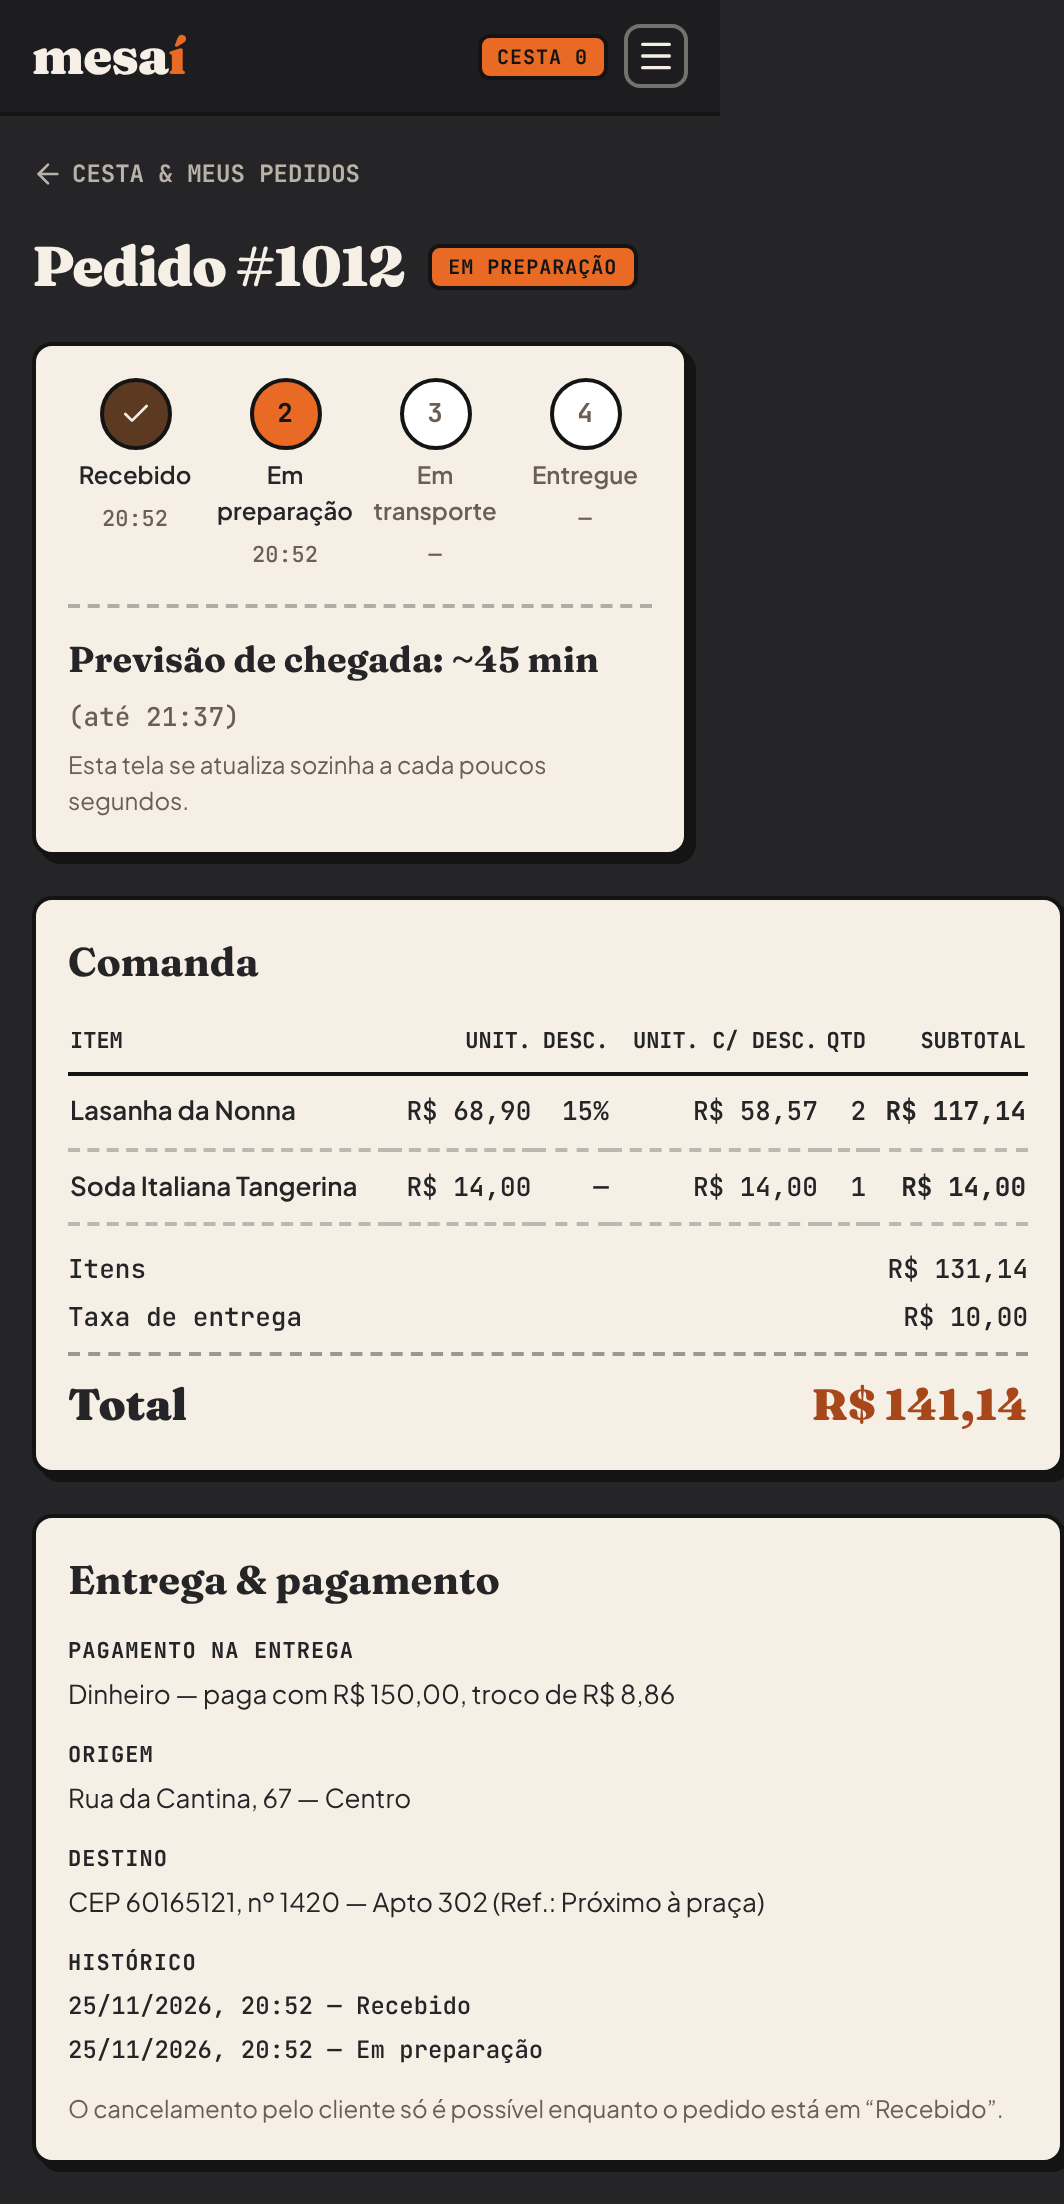 mesaí
CESTA 0
CESTA & MEUS PEDIDOS
Pedido #1012
EM PREPARAÇÃO
2 3 4
Recebido Em preparação Em transporte Entregue
20:52 20:52 – –
Previsão de chegada: ~45 min
(até 21:37)
Esta tela se atualiza sozinha a cada poucos
segundos.
Comanda
ITEM UNIT. DESC. UNIT. C/ DESC. QTD SUBTOTAL
Lasanha da Nonna R$ 68,90 15% R$ 58,57 2 R$ 117,14
Soda Italiana Tangerina R$ 14,00 — R$ 14,00 1 R$ 14,00
Itens R$ 131,14
Taxa de entrega R$ 10,00
Total R$ 141,14
Entrega & pagamento
PAGAMENTO NA ENTREGA
Dinheiro — paga com R$ 150,00, troco de R$ 8,86
ORIGEM
Rua da Cantina, 67 — Centro
DESTINO
CEP 60165121, nº 1420 — Apto 302 (Ref.: Próximo à praça)
HISTÓRICO
25/11/2026, 20:52 — Recebido
25/11/2026, 20:52 — Em preparação
O cancelamento pelo cliente só é possível enquanto o pedido está em “Recebido”.